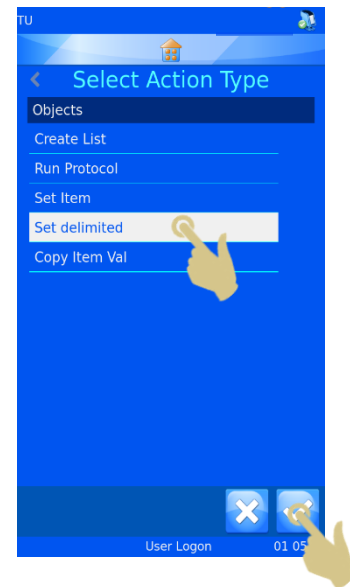 TU
Select Action Type
Objects
Create List
Run Protocol
Set Item
Set delimited
Copy Item Val
User Logon 01 05